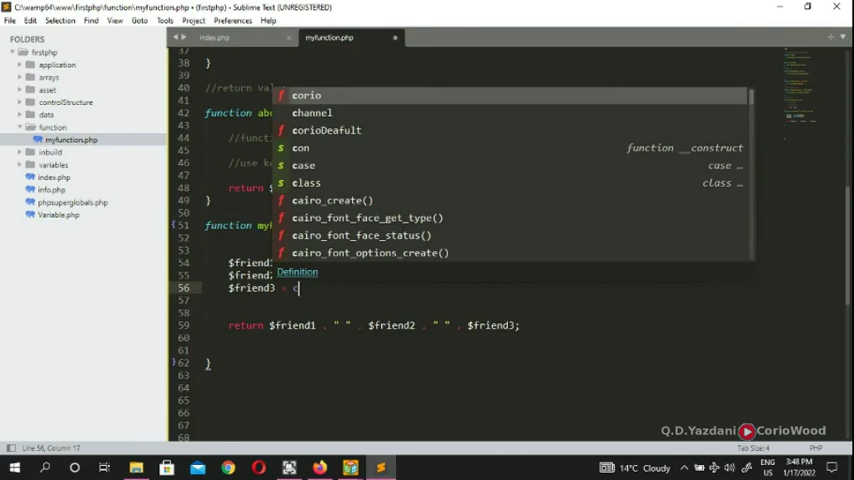 C:\wamp64\www\firstphp\function\myfunction.php • (firstphp) - Sublime Text (UNREGISTERED)
File Edit Selection Find View Goto Tools Project Preferences Help
FOLDERS
firstphp
application
arrays
asset
controlStructure
data
function
myfunction.php
inbuild
variables
index.php
info.php
phpsuperglobals.php
Variable.php
index.php
myfunction.php
37
38 }
39
40 //return val
41
42 function abo
43
44 //functi
45
46 //use k
47
48 return $
49 }
50
51 function my
52
53
54 $friend1
55 $friend2
56 $friend3 = c
57
58
59 return $friend1 . " " . $friend2 . " " . $friend3;
60
61
62 }
63
64
65
66
67
68
f corio
f channel
f corioDeafult
s con function __construct
s case case …
s class class …
f cairo_create()
f cairo_font_face_get_type()
f cairo_font_face_status()
f cairo_font_options_create()
Definition
Q.D.Yazdani CorioWood
Line 56, Column 17
Tab Size: 4
PHP
14°C Cloudy
ENG
US
3:48 PM
1/17/2022